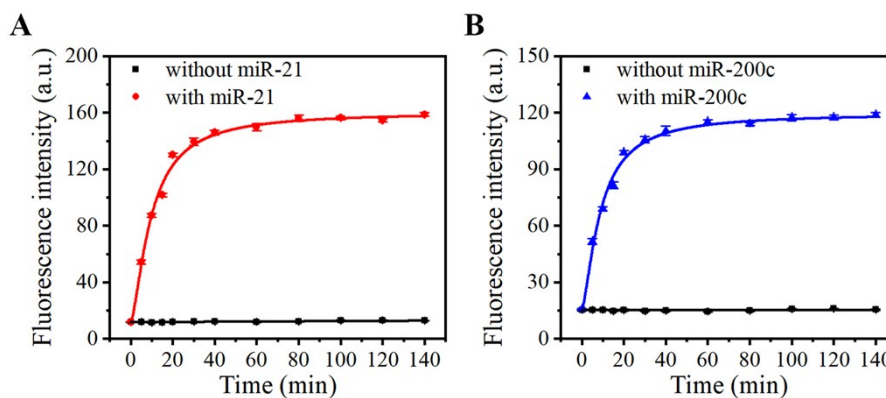 A
Fluorescence intensity (a.u.)
200
160
120
80
40
0
without miR-21
with miR-21
0 20 40 60 80 100 120 140
Time (min)
B
Fluorescence intensity (a.u.)
150
120
90
60
30
0
without miR-200c
with miR-200c
0 20 40 60 80 100 120 140
Time (min)